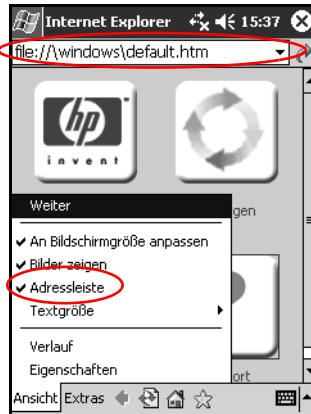 Internet Explorer 15:37
file://\windows\default.htm
hp
invent
Weiter
gen
An Bildschirmgröße anpassen
Bilder zeigen
Adressleiste
Textgröße
Verlauf
Eigenschaften
ort
Ansicht Extras